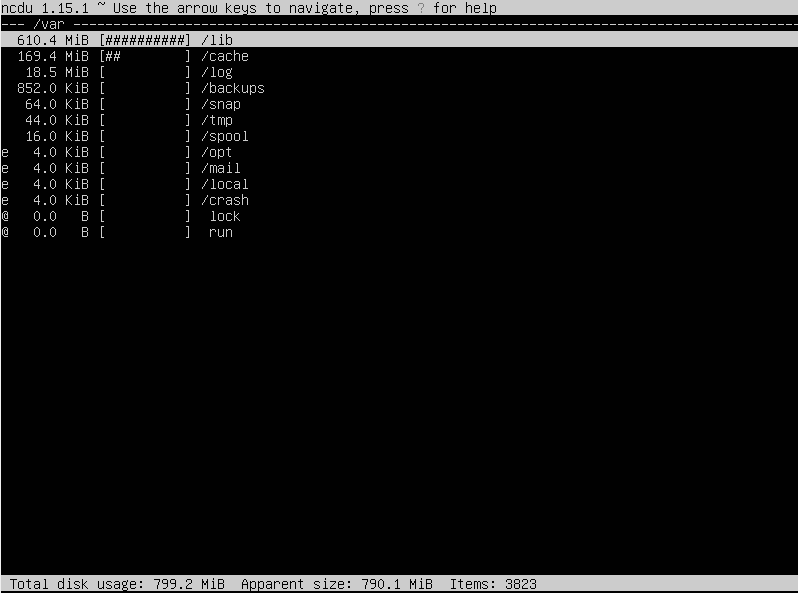 ncdu 1.15.1 ~ Use the arrow keys to navigate, press ? for help
--- /var ------------------------------------------------------------------------------------------
  610.4 MiB [##########] /lib
  169.4 MiB [##        ] /cache
   18.5 MiB [          ] /log
  852.0 KiB [          ] /backups
   64.0 KiB [          ] /snap
   44.0 KiB [          ] /tmp
   16.0 KiB [          ] /spool
e   4.0 KiB [          ] /opt
e   4.0 KiB [          ] /mail
e   4.0 KiB [          ] /local
e   4.0 KiB [          ] /crash
@   0.0   B [          ]  lock
@   0.0   B [          ]  run
 Total disk usage: 799.2 MiB  Apparent size: 790.1 MiB  Items: 3823